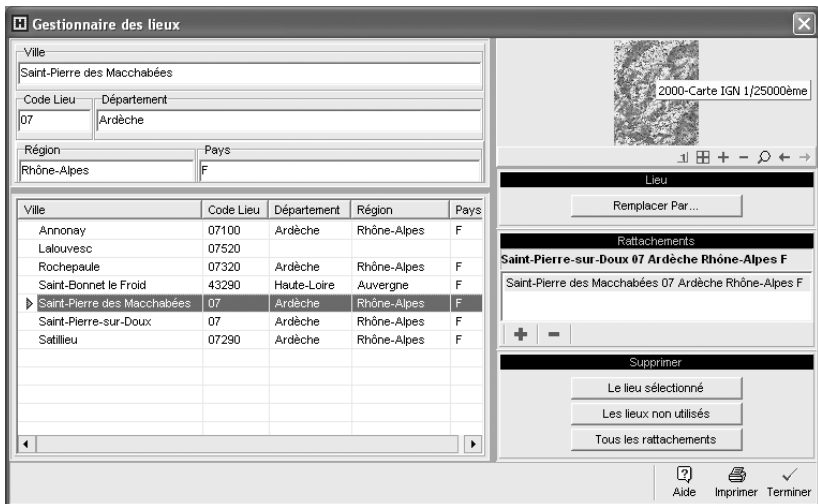 Gestionnaire des lieux
Ville
Saint-Pierre des Macchabées
Code Lieu Département
07 Ardèche
Région Pays
Rhône-Alpes F
2000-Carte IGN 1/25000ème
Lieu
Remplacer Par...
Rattachements
Saint-Pierre-sur-Doux 07 Ardèche Rhône-Alpes F
Saint-Pierre des Macchabées 07 Ardèche Rhône-Alpes F
Supprimer
Le lieu sélectionné
Les lieux non utilisés
Tous les rattachements
Ville Code Lieu Département Région Pays
Annonay 07100 Ardèche Rhône-Alpes F
Lalouvesc 07520
Rochepaule 07320 Ardèche Rhône-Alpes F
Saint-Bonnet le Froid 43290 Haute-Loire Auvergne F
Saint-Pierre des Macchabées 07 Ardèche Rhône-Alpes F
Saint-Pierre-sur-Doux 07 Ardèche Rhône-Alpes F
Satillieu 07290 Ardèche Rhône-Alpes F
Aide Imprimer Terminer